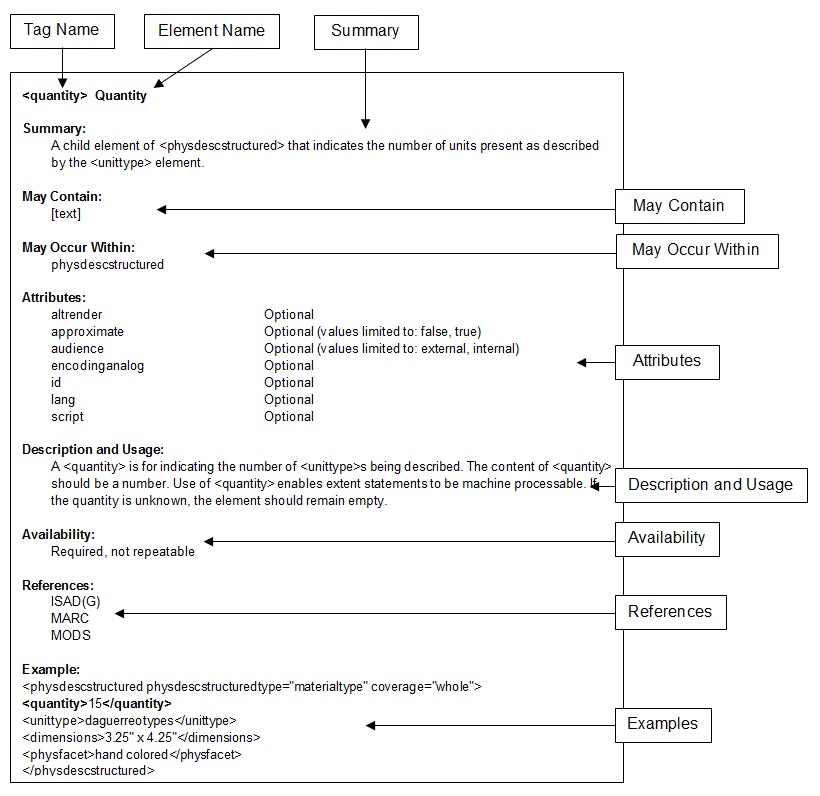 Tag Name
Element Name
Summary
<quantity> Quantity
Summary:
A child element of <physdescstructured> that indicates the number of units present as described
by the <unittype> element.
May Contain:
[text]
May Contain
May Occur Within:
physdescstructured
May Occur Within
Attributes:
altrender Optional
approximate Optional (values limited to: false, true)
audience Optional (values limited to: external, internal)
encodinganalog Optional
id Optional
lang Optional
script Optional
Attributes
Description and Usage:
A <quantity> is for indicating the number of <unittype>s being described. The content of <quantity>
should be a number. Use of <quantity> enables extent statements to be machine processable. If
the quantity is unknown, the element should remain empty.
Description and Usage
Availability:
Required, not repeatable
Availability
References:
ISAD(G)
MARC
MODS
References
Example:
<physdescstructured physdescstructuredtype="materialtype" coverage="whole">
<quantity>15</quantity>
<unittype>daguerreotypes</unittype>
<dimensions>3.25" x 4.25"</dimensions>
<physfacet>hand colored</physfacet>
</physdescstructured>
Examples